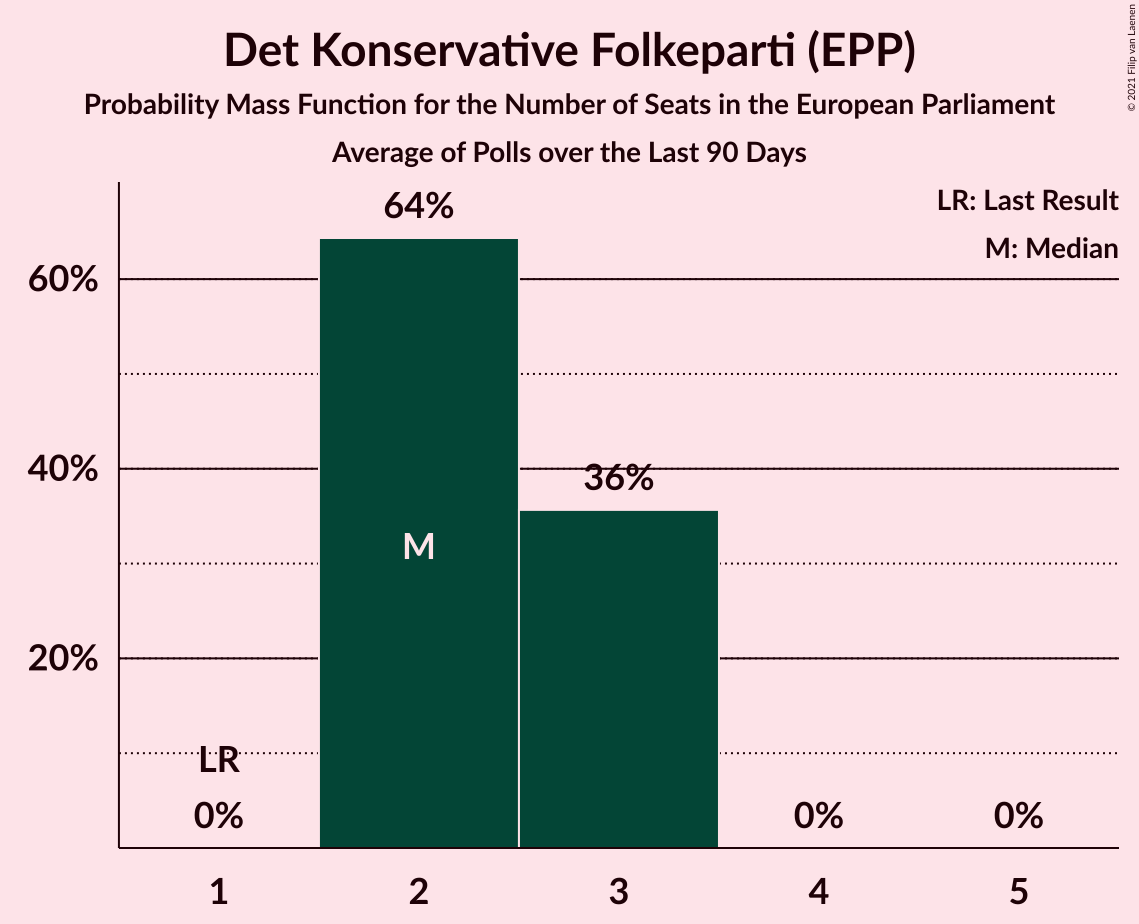 Det Konservative Folkeparti (EPP)
Probability Mass Function for the Number of Seats in the European Parliament
Average of Polls over the Last 90 Days
© 2021 Filip van Laenen
LR: Last Result
M: Median
64%
60%
40%
36%
M
20%
LR
0%
0%
0%
1
2
3
4
5